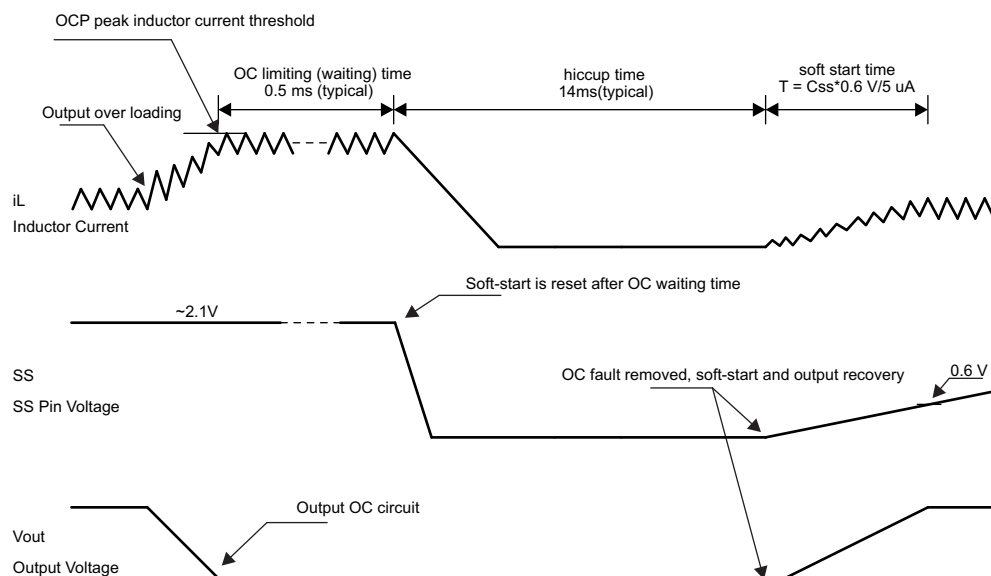 OCP peak inductor current threshold
OC limiting (waiting) time
0.5 ms (typical)
hiccup time
14ms(typical)
soft start time
T = Css*0.6 V/5 uA
Output over loading
iL
Inductor Current
Soft-start is reset after OC waiting time
~2.1V
SS
SS Pin Voltage
OC fault removed, soft-start and output recovery
0.6 V
Output OC circuit
Vout
Output Voltage